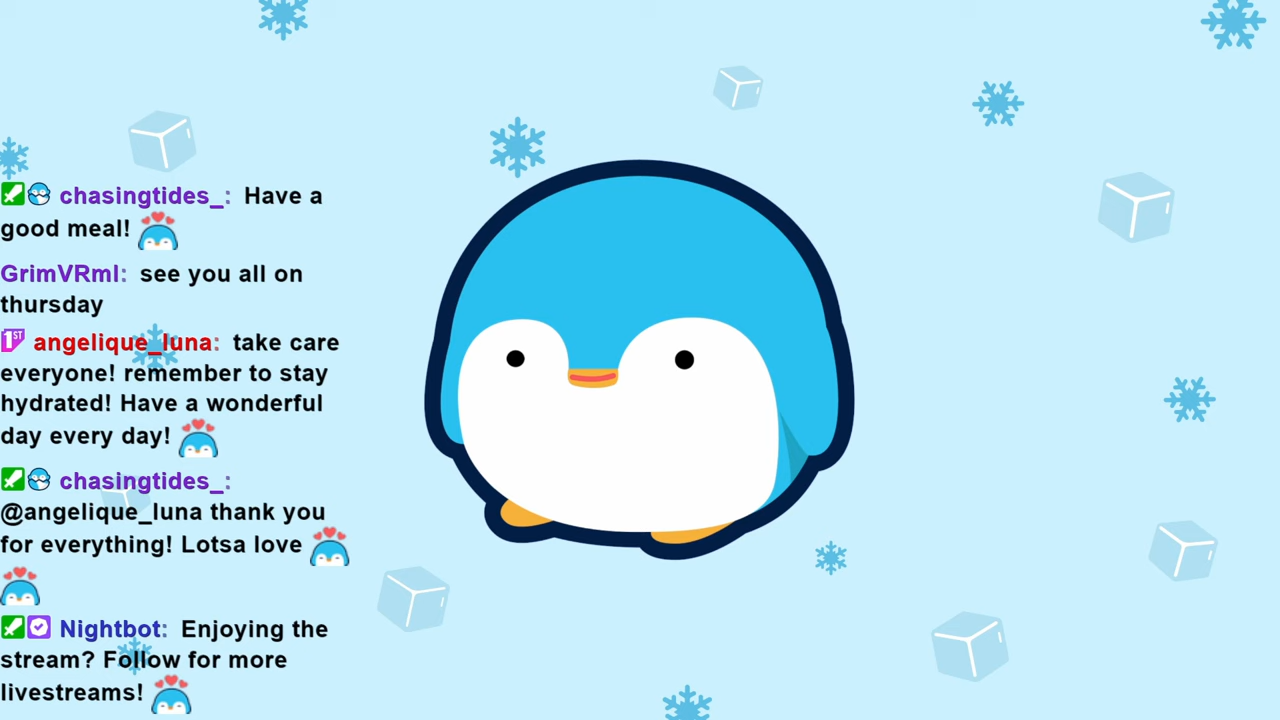 chasingtides_: Have a
good meal!
GrimVRml: see you all on
thursday
1ST angelique_luna: take care
everyone! remember to stay
hydrated! Have a wonderful
day every day!
chasingtides_:
@angelique_luna thank you
for everything! Lotsa love
Nightbot: Enjoying the
stream? Follow for more
livestreams!